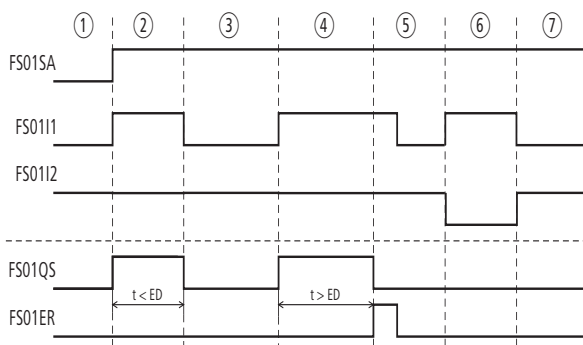 ① ② ③ ④ ⑤ ⑥ ⑦
FS01SA
FS01I1
FS01I2
FS01QS
t < ED t > ED
FS01ER